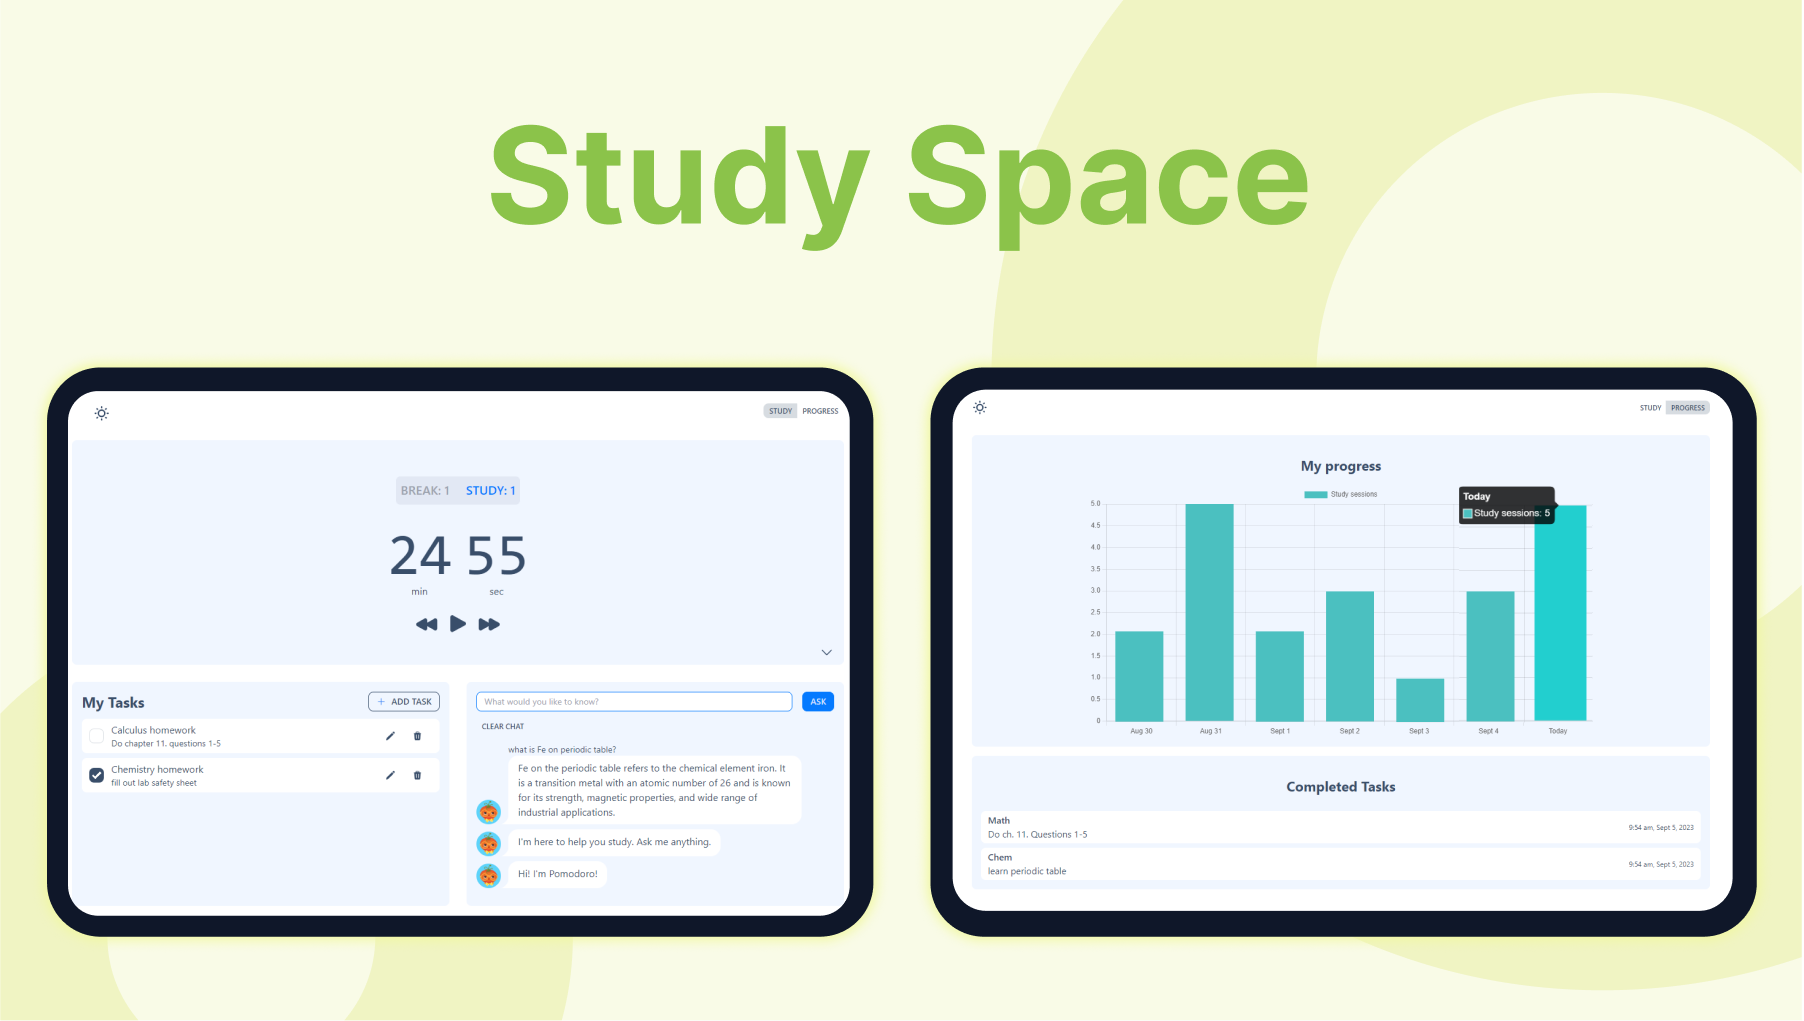 Study Space
STUDY PROGRESS
BREAK: 1 STUDY: 1
24 55
min sec
My Tasks
+ ADD TASK
Calculus homework
Do chapter 11. questions 1-5
Chemistry homework
fill out lab safety sheet
What would you like to know?
ASK
CLEAR CHAT
what is Fe on periodic table?
Fe on the periodic table refers to the chemical element iron. It
is a transition metal with an atomic number of 26 and is known
for its strength, magnetic properties, and wide range of
industrial applications.
I'm here to help you study. Ask me anything.
Hi! I'm Pomodoro!
STUDY PROGRESS
My progress
Study sessions
Today
Study sessions: 5
5.0
4.5
4.0
3.5
3.0
2.5
2.0
1.5
1.0
0.5
0
Aug 30 Aug 31 Sept 1 Sept 2 Sept 3 Sept 4 Today
Completed Tasks
Math
Do ch. 11. Questions 1-5
9:54 am, Sept 5, 2023
Chem
learn periodic table
9:54 am, Sept 5, 2023